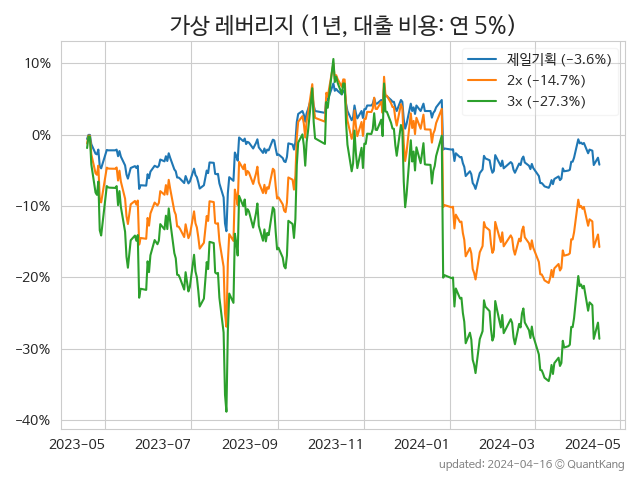 가상 레버리지 (1년, 대출 비용: 연 5%)
10%
0%
−10%
−20%
−30%
−40%
제일기획 (−3.6%)
2x (−14.7%)
3x (−27.3%)
2023-05
2023-07
2023-09
2023-11
2024-01
2024-03
2024-05
updated: 2024-04-16 © QuantKang